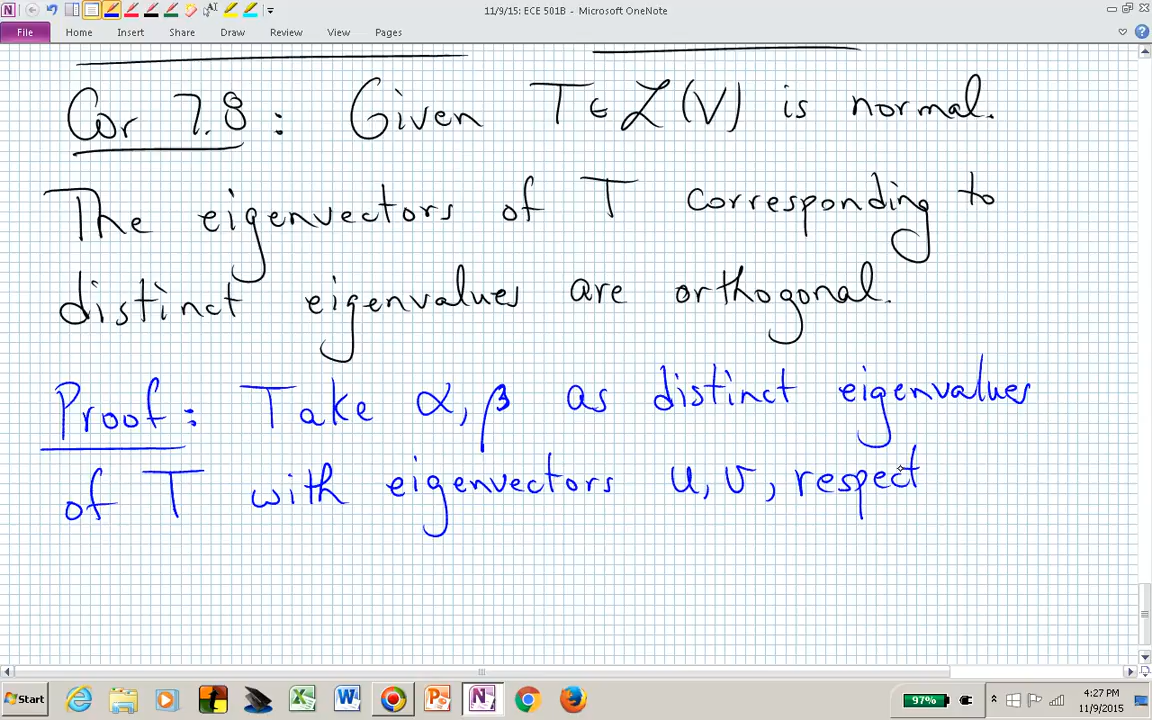 11/9/15: ECE 501B - Microsoft OneNote
File Home Insert Share Draw Review View Pages
Cor 7.8: Given T∈ℒ(V) is normal.
The eigenvectors of T corresponding to
distinct eigenvalues are orthogonal.
Proof: Take α, β as distinct eigenvalues
of T with eigenvectors u, v, respect
Start 97% 4:27 PM
11/9/2015